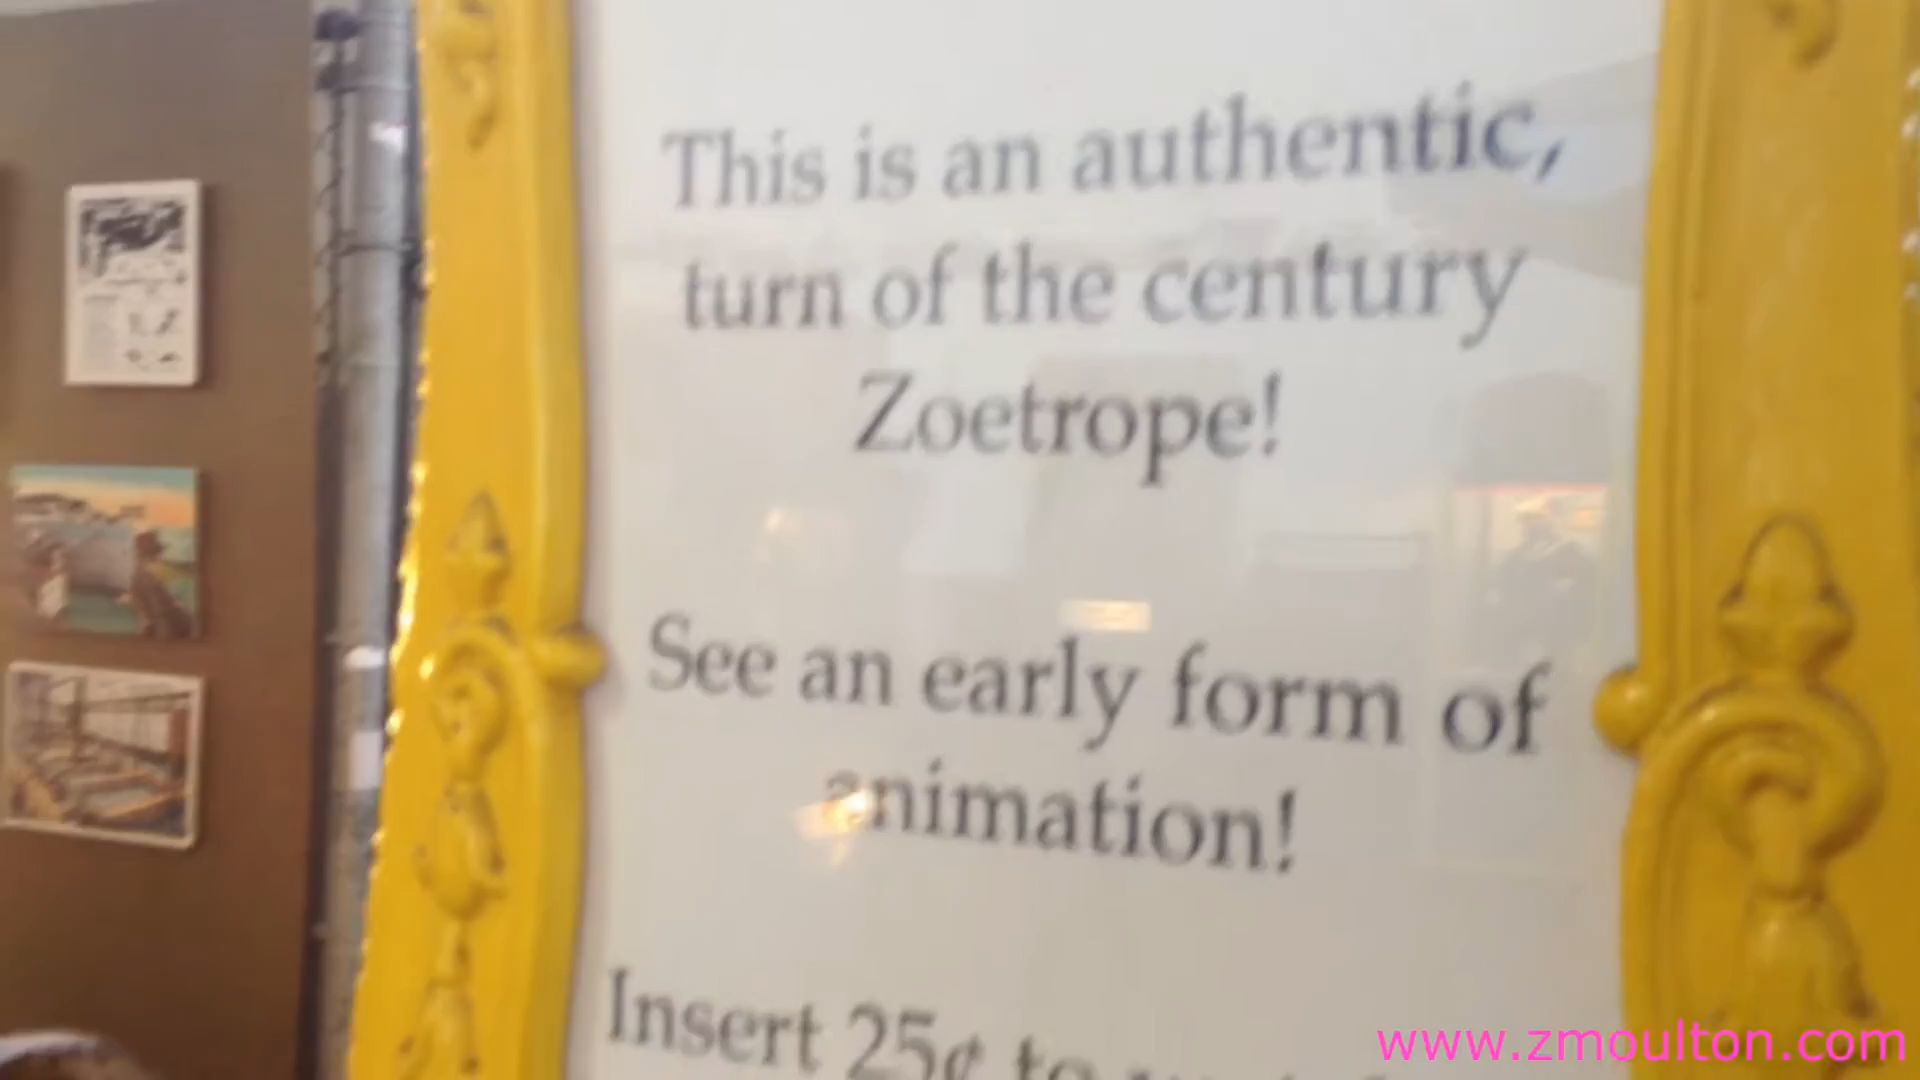 This is an authentic,
turn of the century
Zoetrope!
See an early form of
animation!
Insert 25¢ to
www.zmoulton.com